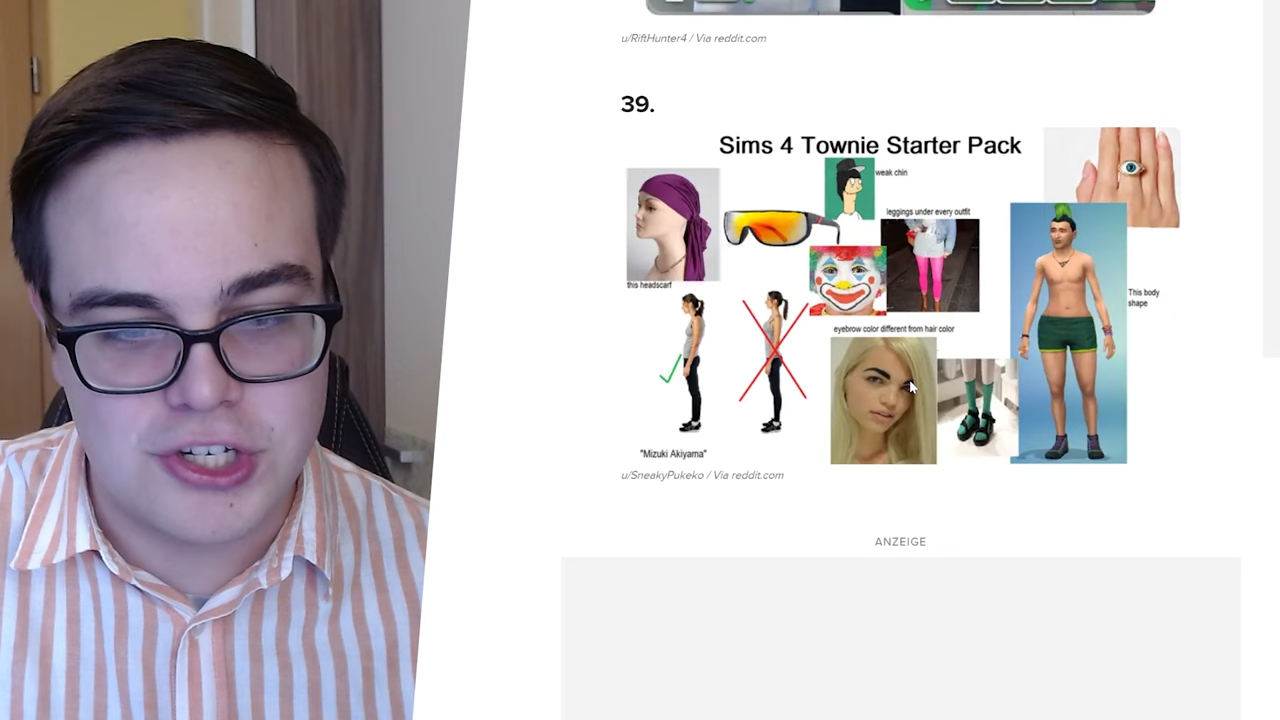 u/RiftHunter4 / Via reddit.com
39.
Sims 4 Townie Starter Pack
weak chin
leggings under every outfit
this headscarf
This body
shape
eyebrow color different from hair color
"Mizuki Akiyama"
u/SneakyPukeko / Via reddit.com
ANZEIGE